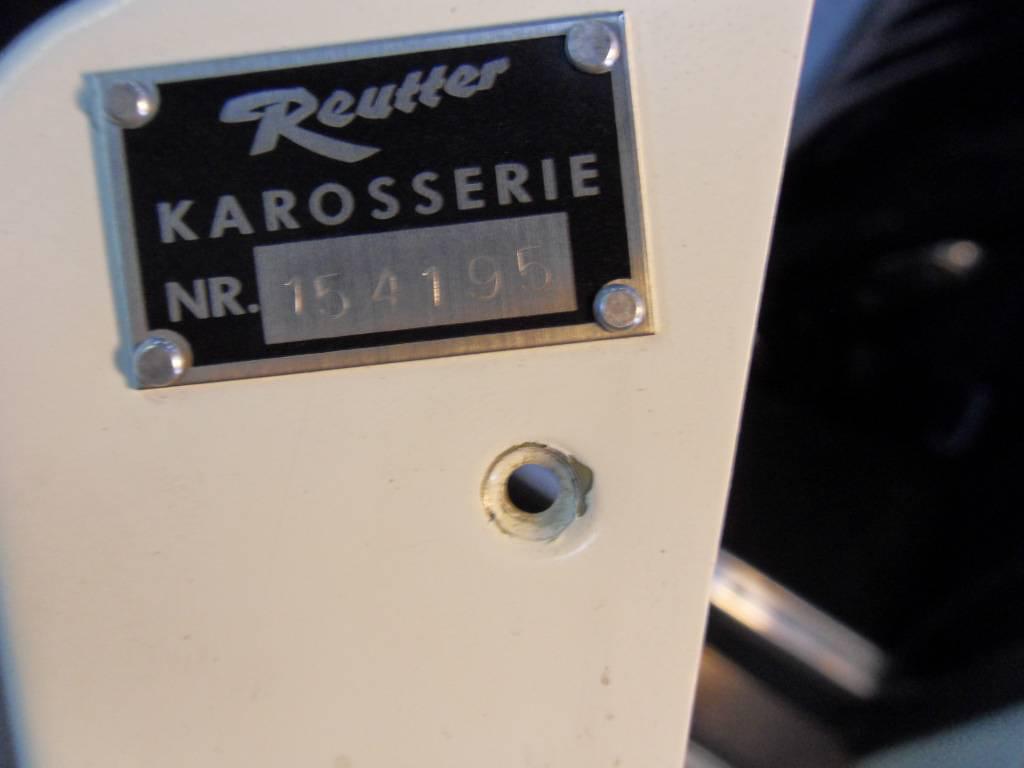 Reutter
KAROSSERIE
NR. 154195